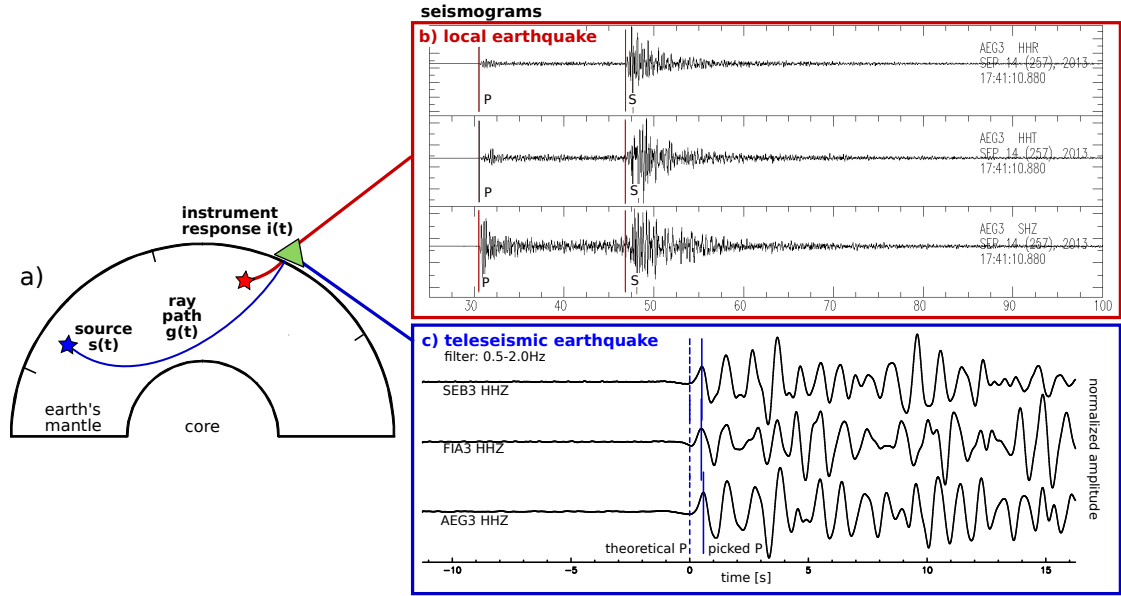 seismograms
a)
instrument
response i(t)
ray
path
g(t)
source
s(t)
earth's
mantle
core
b) local earthquake
AEG3 HHR
SEP 14 (257), 2013
17:41:10.880
P
S
AEG3 HHT
SEP 14 (257), 2013
17:41:10.880
P
S
AEG3 SHZ
SEP 14 (257), 2013
17:41:10.880
P
S
30 40 50 60 70 80 90 100
c) teleseismic earthquake
filter: 0.5-2.0Hz
SEB3 HHZ
FIA3 HHZ
AEG3 HHZ
theoretical P picked P
−10 −5 0 5 10 15
time [s]
normalized amplitude